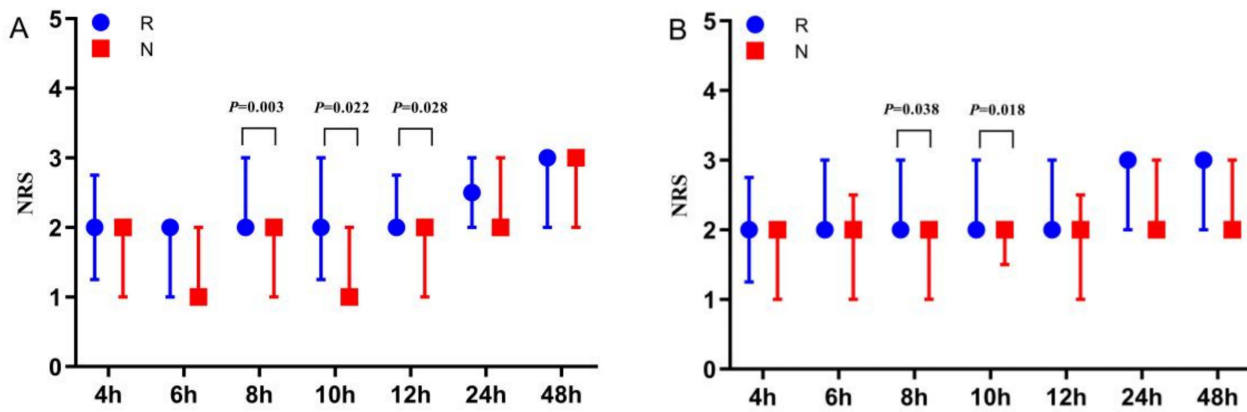 A
R
N
NRS
5
4
3
2
1
0
P=0.003
P=0.022
P=0.028
4h 6h 8h 10h 12h 24h 48h
B
R
N
NRS
5
4
3
2
1
0
P=0.038
P=0.018
4h 6h 8h 10h 12h 24h 48h